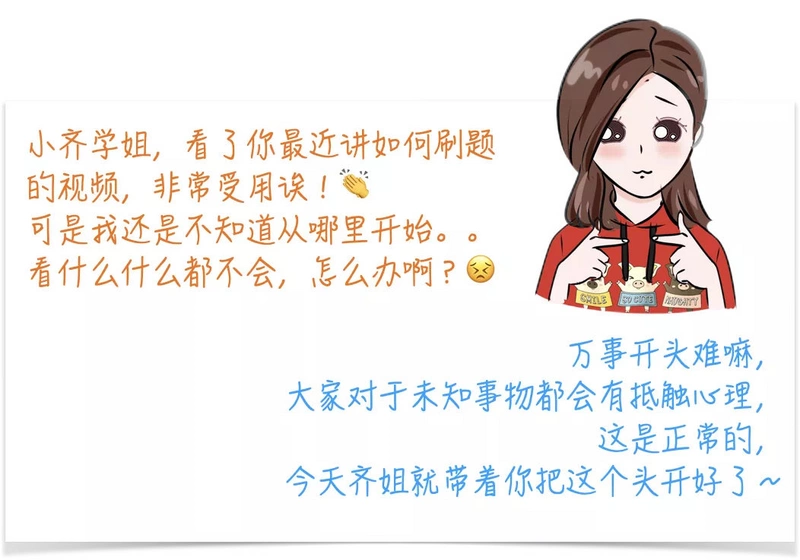 小齐学姐，看了你最近讲如何刷题
的视频，非常受用诶！👏
可是我还是不知道从哪里开始。。
看什么什么都不会，怎么办啊？😣
SMILE
SO CUTE
NAUGHTY
万事开头难嘛，
大家对于未知事物都会有抵触心理，
这是正常的，
今天齐姐就带着你把这个头开好了~